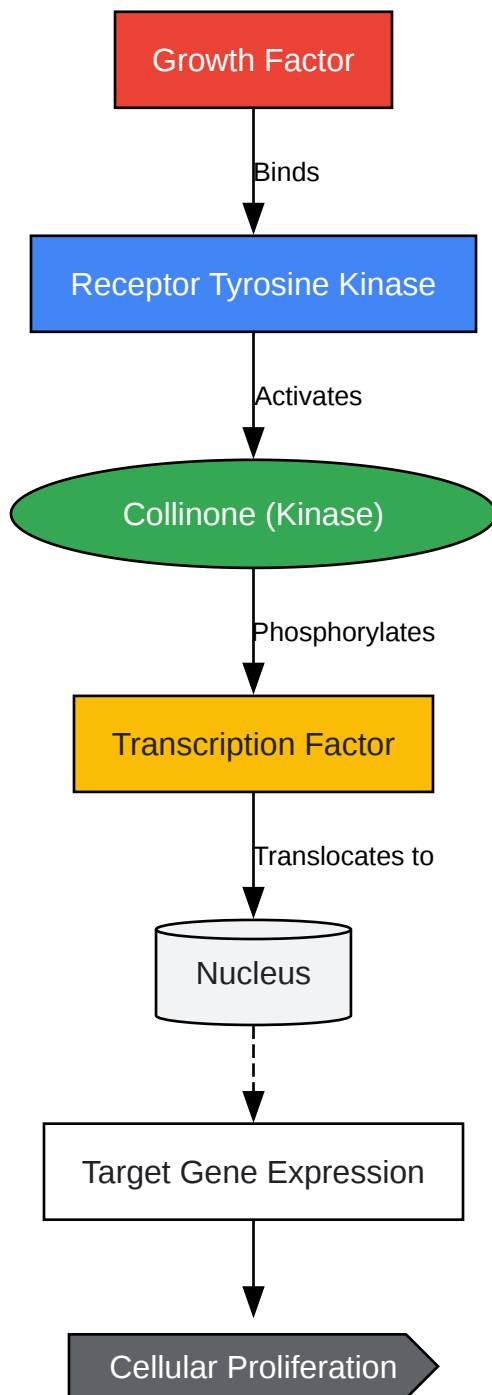 Growth Factor
Binds
Receptor Tyrosine Kinase
Activates
Collinone (Kinase)
Phosphorylates
Transcription Factor
Translocates to
Nucleus
Target Gene Expression
Cellular Proliferation